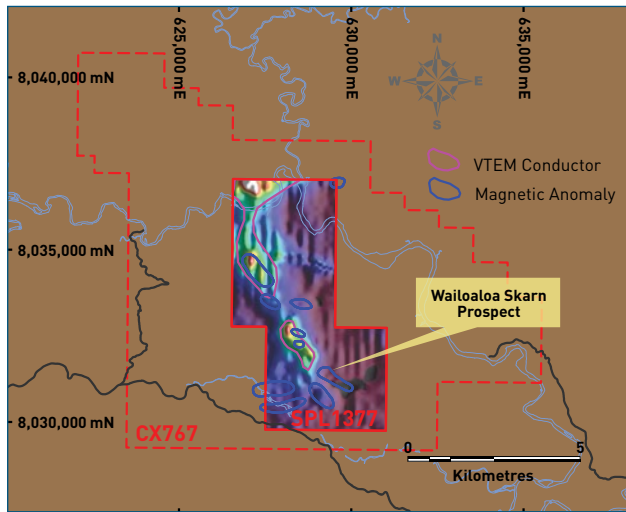 625,000 mE
630,000 mE
635,000 mE
N
W E
S
8,040,000 mN
VTEM Conductor
Magnetic Anomaly
8,035,000 mN
Wailoaloa Skarn
Prospect
8,030,000 mN
CX767
SPL1377
0 5
Kilometres